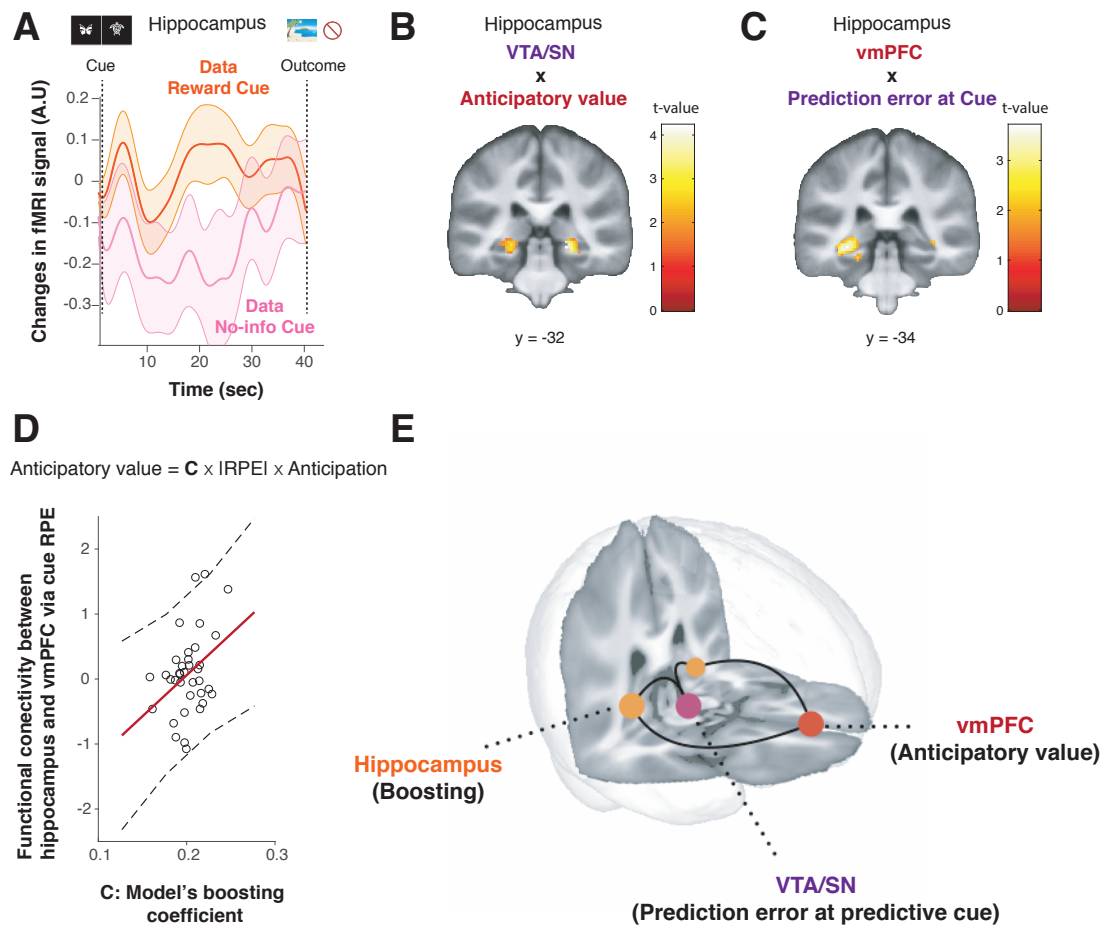 A
Hippocampus
Cue
Data
Reward Cue
Outcome
Changes in fMRI signal (A.U)
0.2
0.1
0
-0.1
-0.2
-0.3
Data
No-info Cue
10
20
30
40
Time (sec)
B
Hippocampus
VTA/SN
x
Anticipatory value
t-value
4
3
2
1
0
y = -32
C
Hippocampus
vmPFC
x
Prediction error at Cue
t-value
3
2
1
0
y = -34
D
Anticipatory value = C x |RPE| x Anticipation
Functional conectivity between
hippocampus and vmPFC via cue RPE
2
1
0
-1
-2
0.1
0.2
0.3
C: Model's boosting
coefficient
E
Hippocampus
(Boosting)
vmPFC
(Anticipatory value)
VTA/SN
(Prediction error at predictive cue)